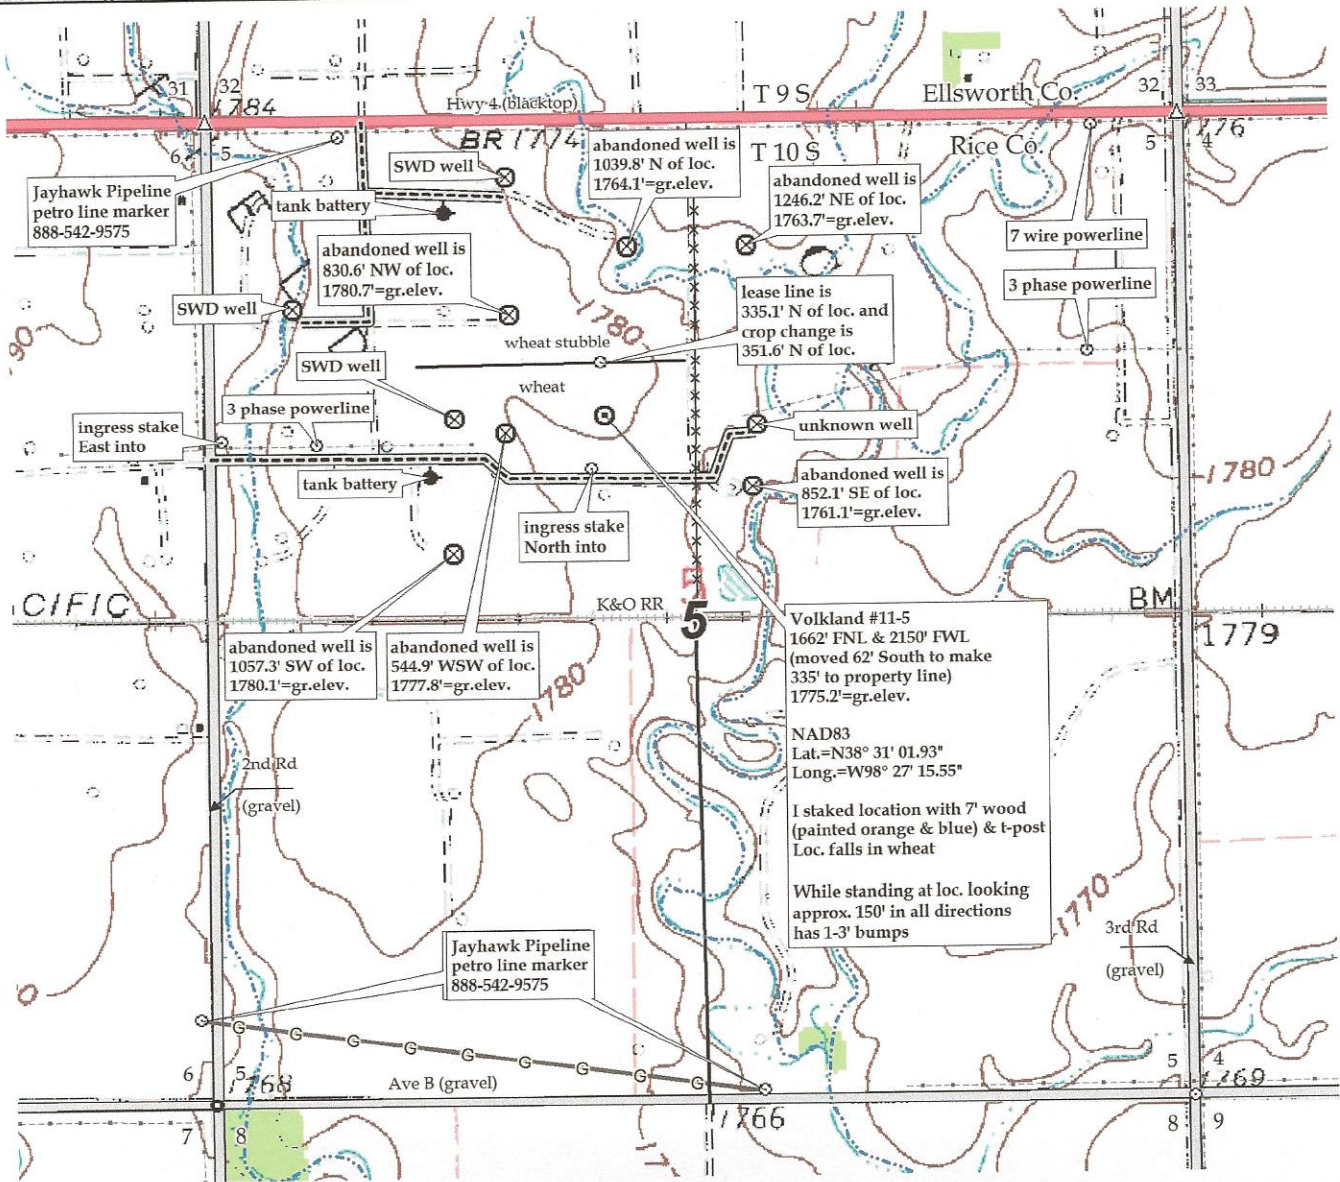 31
32
1784
Hwy 4 (blacktop)
T 9 S
Ellsworth Co
32
33
BR 1774
T 10 S
Rice Co.
1776
6
5
5
4
Jayhawk Pipeline
petro line marker
888-542-9575
SWD well
tank battery
abandoned well is
1039.8' N of loc.
1764.1'=gr.elev.
abandoned well is
1246.2' NE of loc.
1763.7'=gr.elev.
7 wire powerline
3 phase powerline
abandoned well is
830.6' NW of loc.
1780.7'=gr.elev.
SWD well
lease line is
335.1' N of loc. and
crop change is
351.6' N of loc.
1780
90
wheat stubble
SWD well
wheat
3 phase powerline
ingress stake
East into
unknown well
tank battery
abandoned well is
852.1' SE of loc.
1761.1'=gr.elev.
1780
ingress stake
North into
CIFIC
K&O RR
5
5
BM
1779
abandoned well is
1057.3' SW of loc.
1780.1'=gr.elev.
abandoned well is
544.9' WSW of loc.
1777.8'=gr.elev.
1780
Volkland #11-5
1662' FNL & 2150' FWL
(moved 62' South to make
335' to property line)
1775.2'=gr.elev.
NAD83
Lat.=N38° 31' 01.93"
Long.=W98° 27' 15.55"
I staked location with 7' wood
(painted orange & blue) & t-post
Loc. falls in wheat
While standing at loc. looking
approx. 150' in all directions
has 1-3' bumps
2nd Rd
(gravel)
1770
3rd Rd
(gravel)
Jayhawk Pipeline
petro line marker
888-542-9575
0
G G G G G G G G G
6
5
1768
Ave B (gravel)
5
4
1769
7
8
1766
17
8
9